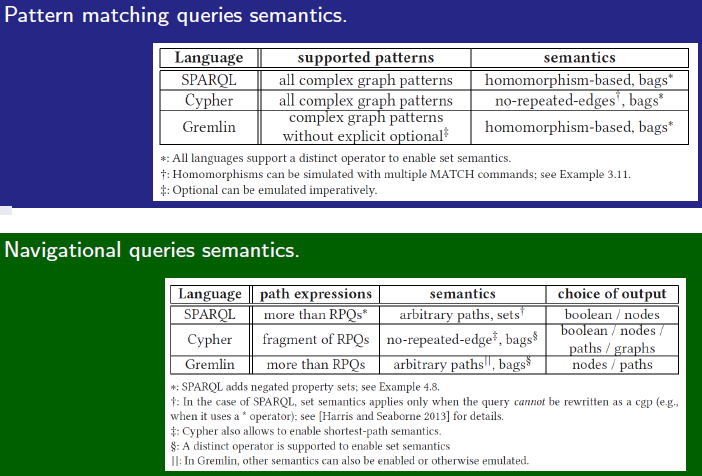 Pattern matching queries semantics.
Language supported patterns semantics
SPARQL all complex graph patterns homomorphism-based, bags*
Cypher all complex graph patterns no-repeated-edges†, bags*
Gremlin complex graph patterns without explicit optional‡ homomorphism-based, bags*
*: All languages support a distinct operator to enable set semantics.
†: Homomorphisms can be simulated with multiple MATCH commands; see Example 3.11.
‡: Optional can be emulated imperatively.
Navigational queries semantics.
Language path expressions semantics choice of output
SPARQL more than RPQs* arbitrary paths, sets† boolean / nodes
Cypher fragment of RPQs no-repeated-edge‡, bags§ boolean / nodes / paths / graphs
Gremlin more than RPQs arbitrary paths||, bags§ nodes / paths
*: SPARQL adds negated property sets; see Example 4.8.
†: In the case of SPARQL, set semantics applies only when the query cannot be rewritten as a cgp (e.g.,
when it uses a * operator); see [Harris and Seaborne 2013] for details.
‡: Cypher also allows to enable shortest-path semantics.
§: A distinct operator is supported to enable set semantics
||: In Gremlin, other semantics can also be enabled or otherwise emulated.